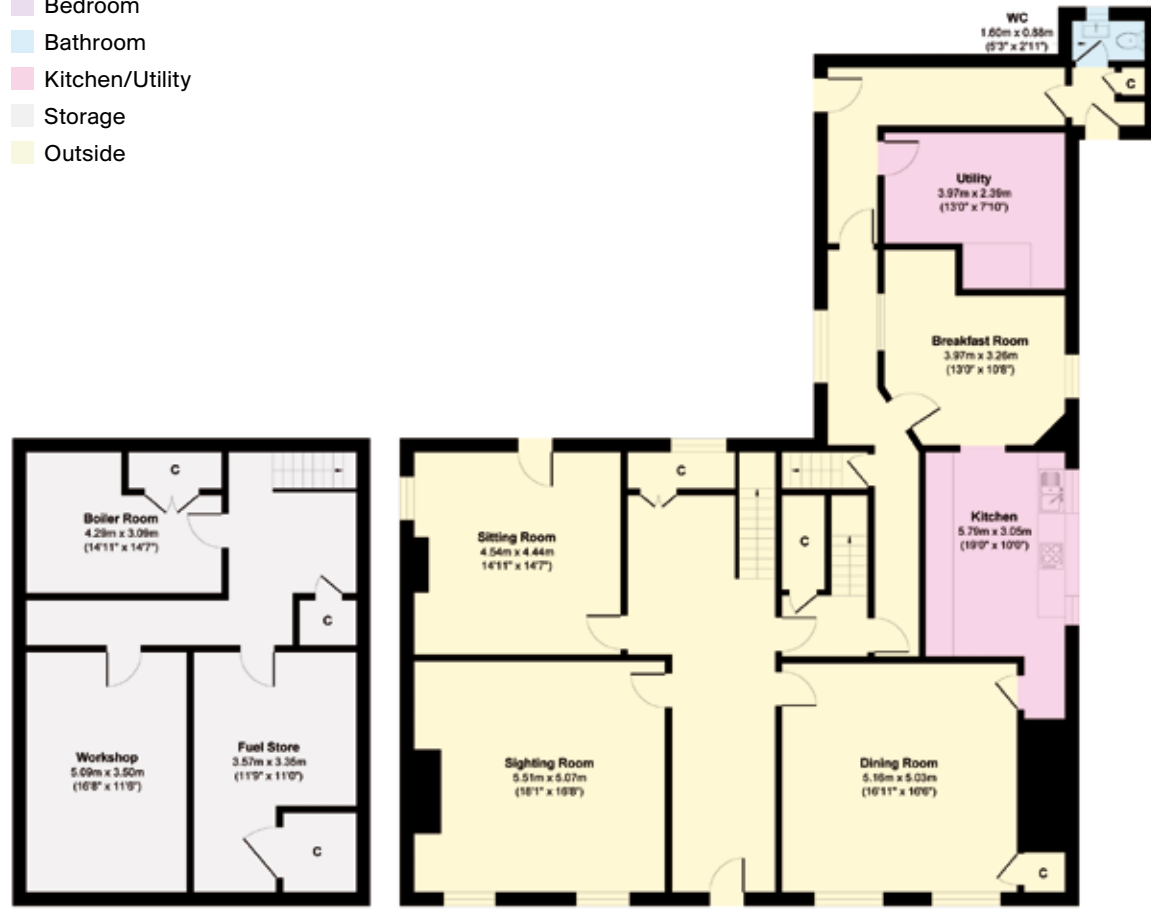 Bedroom
Bathroom
Kitchen/Utility
Storage
Outside
WC
1.60m x 0.88m
(5'3" x 2'11")
C
Utility
3.97m x 2.39m
(13'0" x 7'10")
Breakfast Room
3.97m x 3.26m
(13'0" x 10'8")
C
Boiler Room
4.29m x 3.09m
(14'11" x 14'7")
C
Sitting Room
4.54m x 4.44m
14'11" x 14'7")
C
Kitchen
5.79m x 3.05m
(19'0" x 10'0")
C
Workshop
5.09m x 3.50m
(16'8" x 11'6")
Fuel Store
3.57m x 3.35m
(11'9" x 11'0")
C
Sighting Room
5.51m x 5.07m
(18'1" x 16'8")
Dining Room
5.16m x 5.03m
(16'11" x 16'6")
C